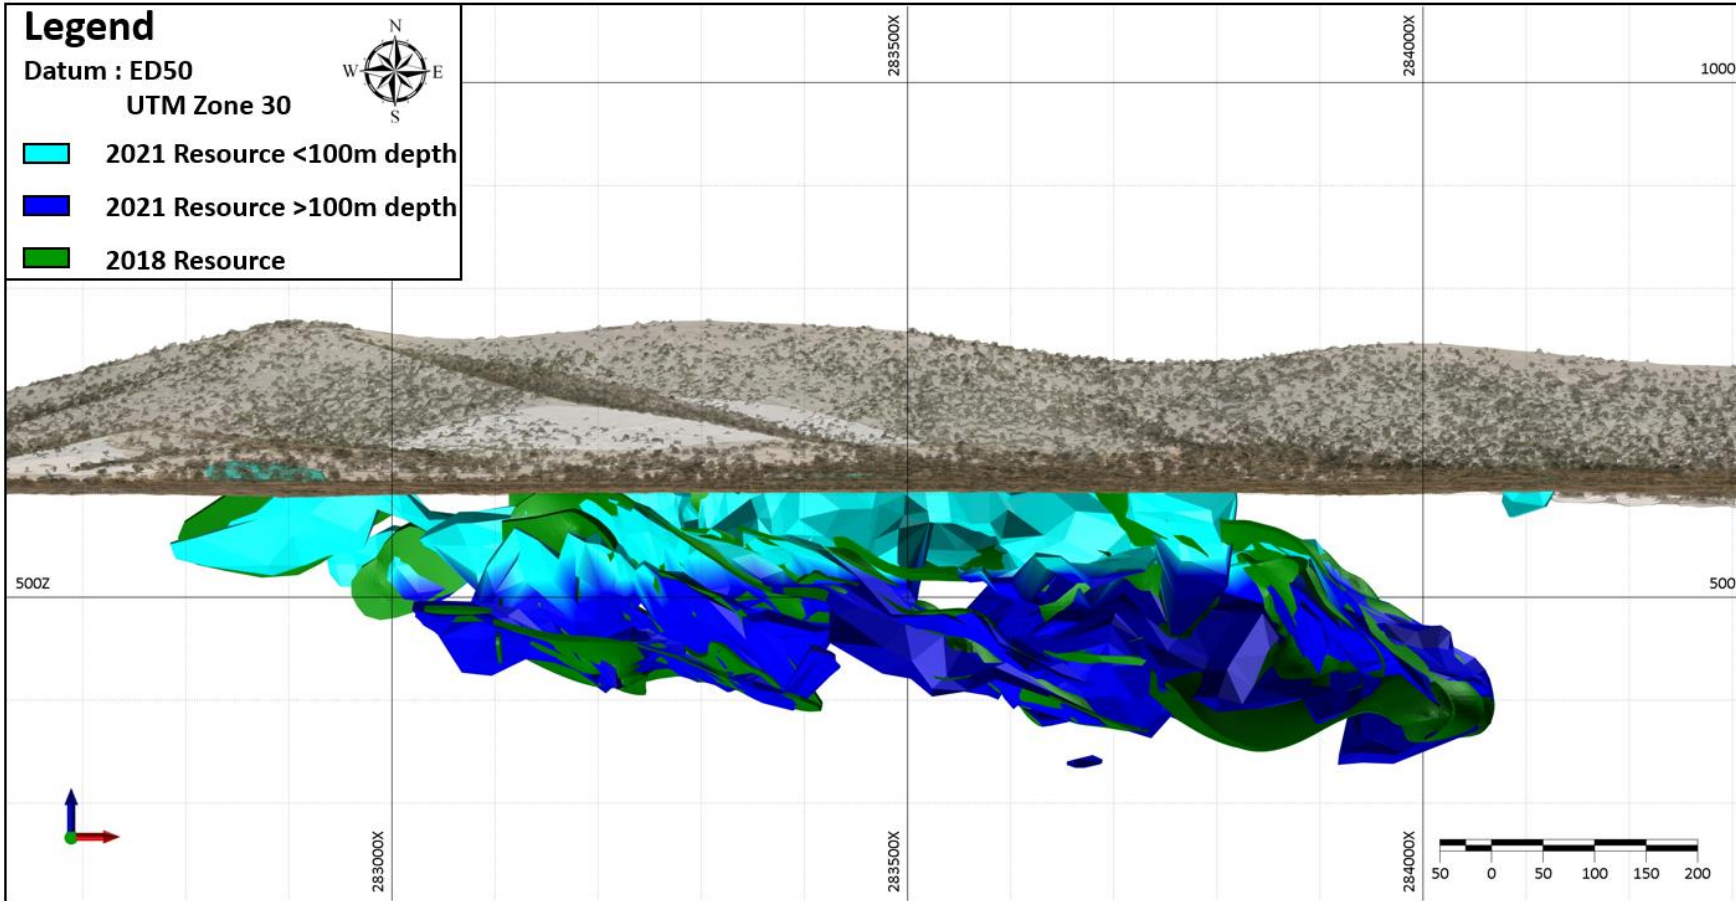 Legend
Datum : ED50
UTM Zone 30
N
W E
S
2021 Resource <100m depth
2021 Resource >100m depth
2018 Resource
283500X
284000X
1000
500Z
500
283000X
283500X
284000X
50 0 50 100 150 200